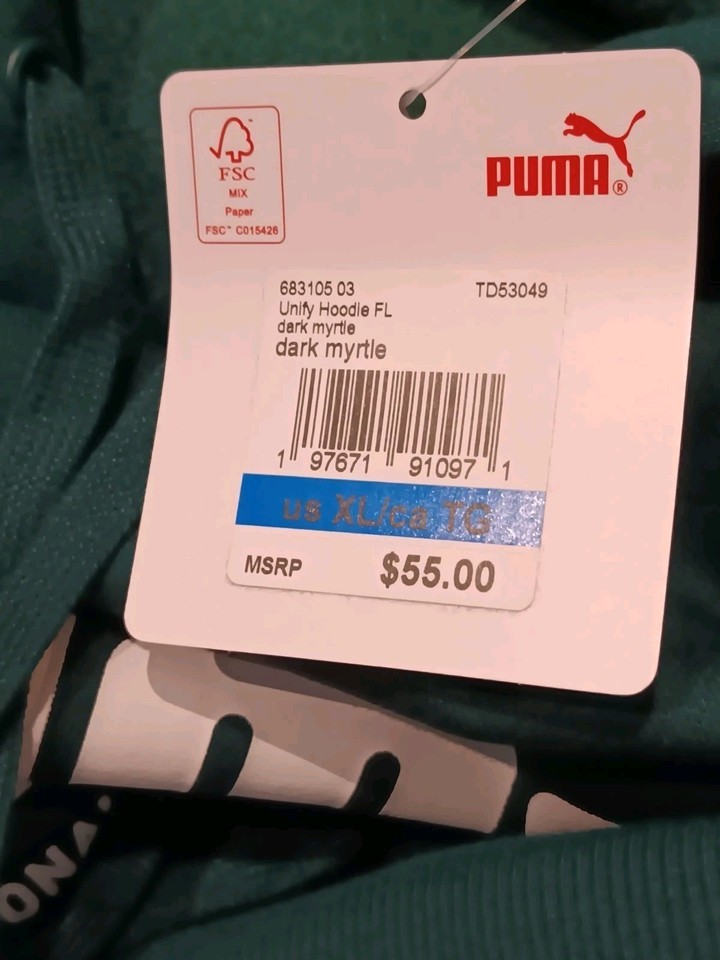 FSC
MIX
Paper
FSC™ C015426
PUMA®
683105 03 TD53049
Unify Hoodie FL
dark myrtle
dark myrtle
1 97671 91097 1
us XL/ca TG
MSRP $55.00
ONA